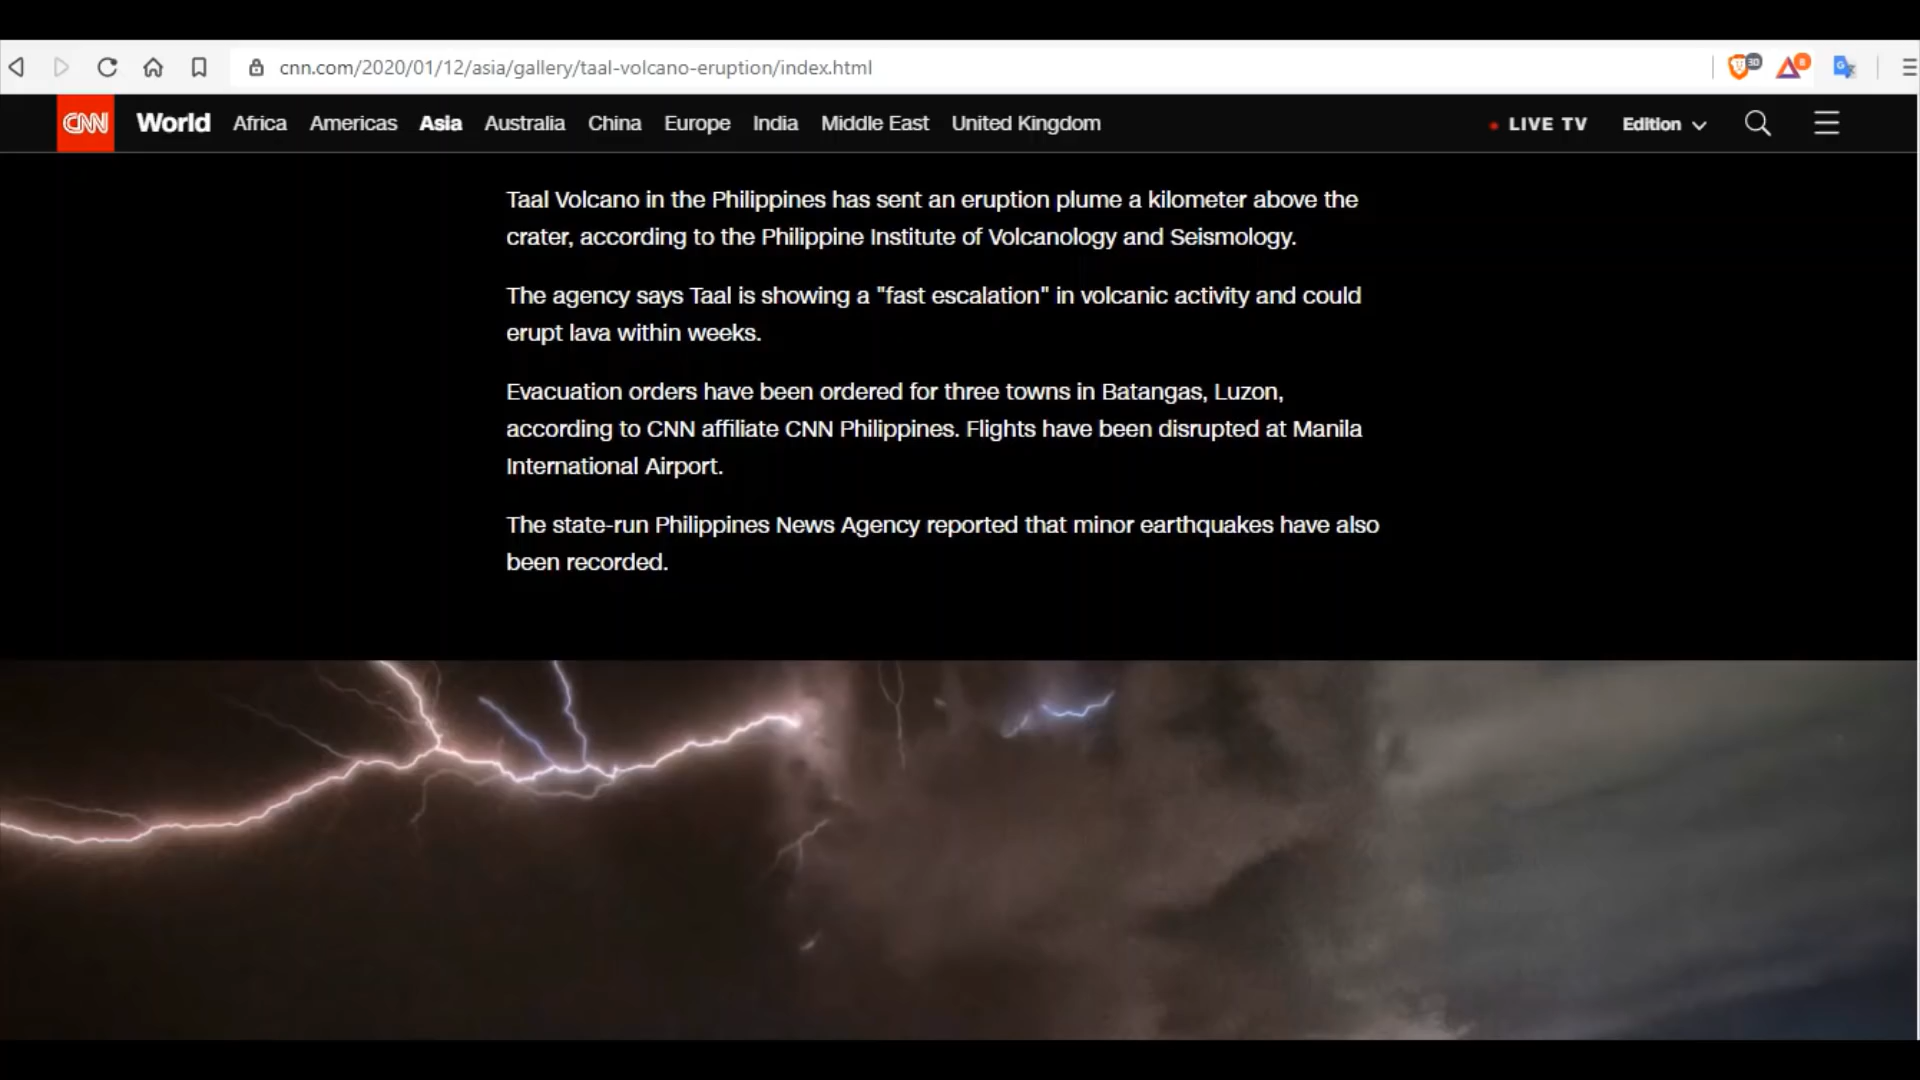 cnn.com/2020/01/12/asia/gallery/taal-volcano-eruption/index.html
30
8
CNN World Africa Americas Asia Australia China Europe India Middle East United Kingdom LIVE TV Edition
Taal Volcano in the Philippines has sent an eruption plume a kilometer above the
crater, according to the Philippine Institute of Volcanology and Seismology.
The agency says Taal is showing a "fast escalation" in volcanic activity and could
erupt lava within weeks.
Evacuation orders have been ordered for three towns in Batangas, Luzon,
according to CNN affiliate CNN Philippines. Flights have been disrupted at Manila
International Airport.
The state-run Philippines News Agency reported that minor earthquakes have also
been recorded.